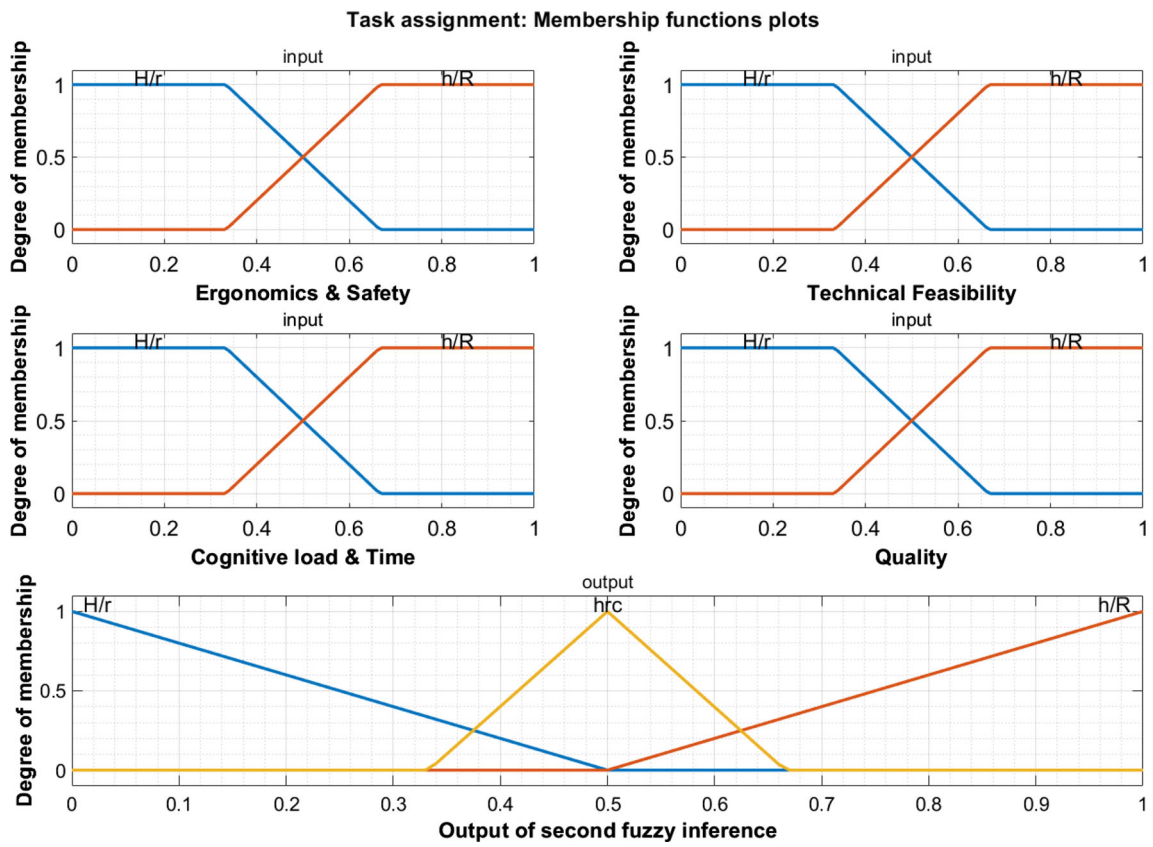 Task assignment: Membership functions plots
input
H/r h/R
Degree of membership
1
0.5
0
0 0.2 0.4 0.6 0.8 1
Ergonomics & Safety
input
H/r h/R
Degree of membership
1
0.5
0
0 0.2 0.4 0.6 0.8 1
Technical Feasibility
input
H/r h/R
Degree of membership
1
0.5
0
0 0.2 0.4 0.6 0.8 1
Cognitive load & Time
input
H/r h/R
Degree of membership
1
0.5
0
0 0.2 0.4 0.6 0.8 1
Quality
output
H/r hrc h/R
Degree of membership
1
0.5
0
0 0.1 0.2 0.3 0.4 0.5 0.6 0.7 0.8 0.9 1
Output of second fuzzy inference